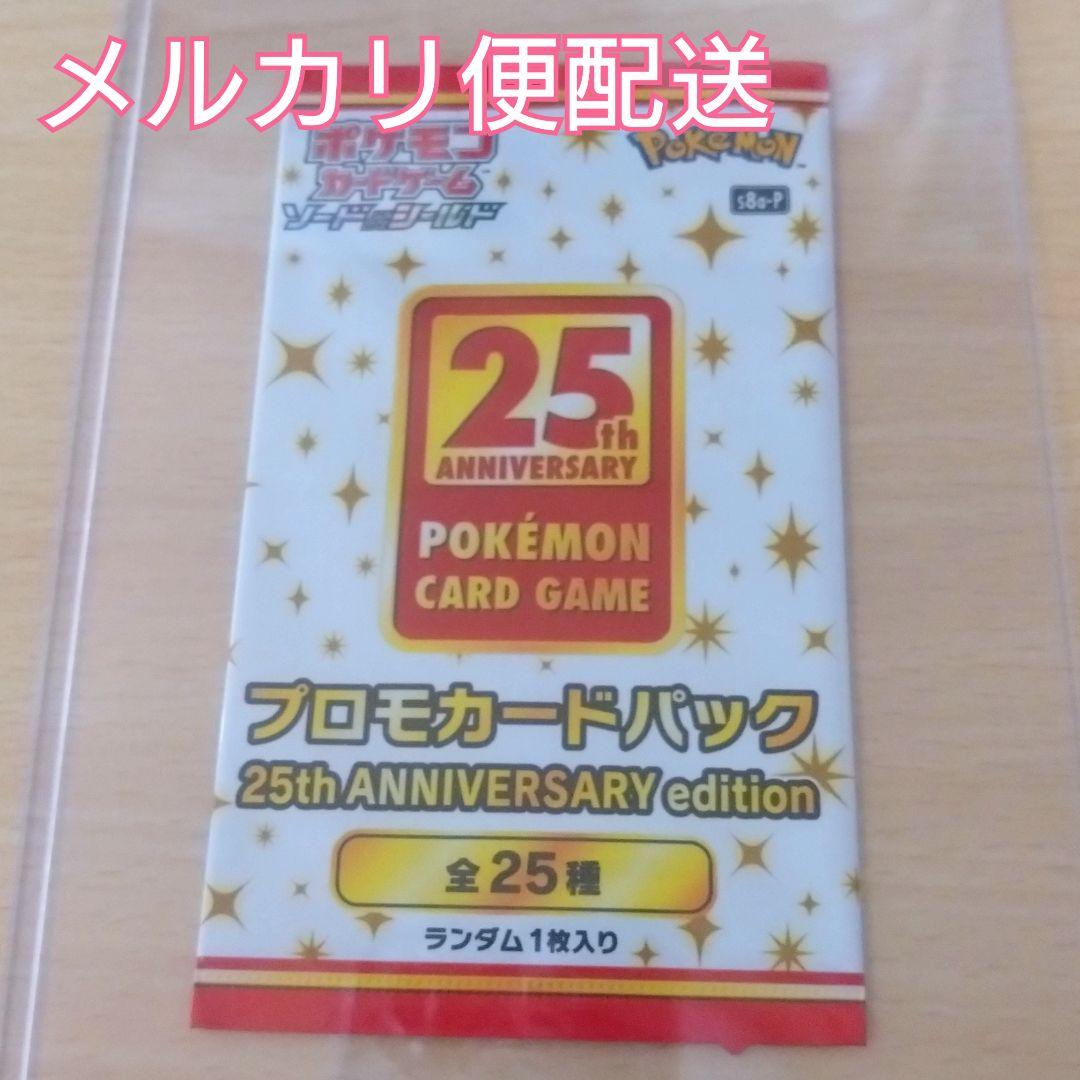 メルカリ便配送
ポケモン
カードゲーム
ソード&シールド
POKéMON
s8a-P
25th
ANNIVERSARY
POKÉMON
CARD GAME
プロモカードパック
25th ANNIVERSARY edition
全25種
ランダム1枚入り